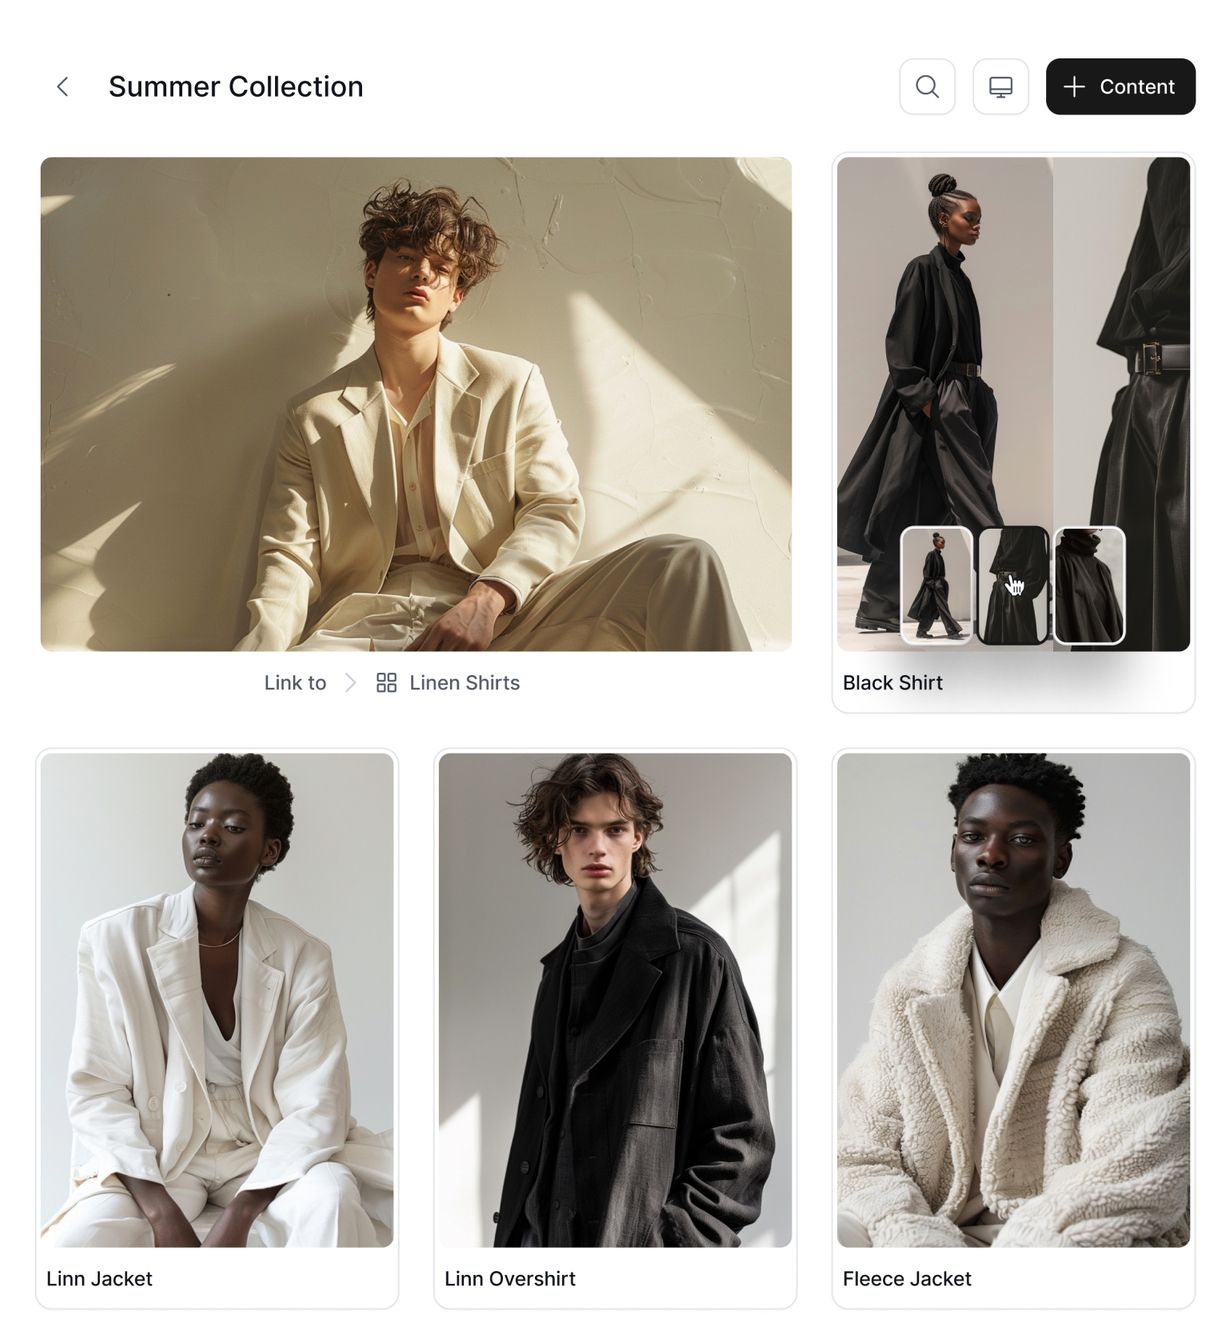 Summer Collection
Content
Link to
Linen Shirts
Black Shirt
Linn Jacket
Linn Overshirt
Fleece Jacket